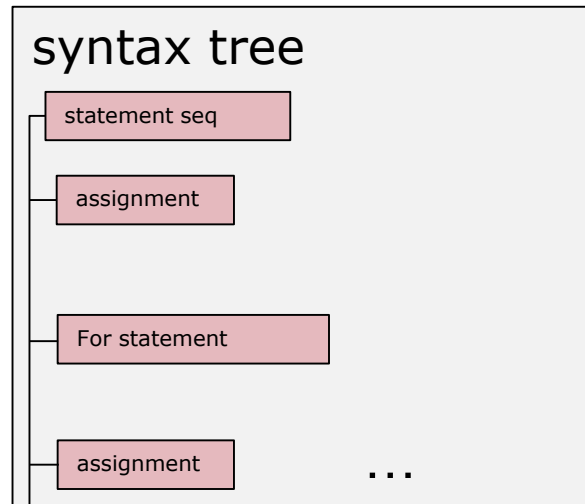 syntax tree
statement seq
assignment
For statement
assignment
...